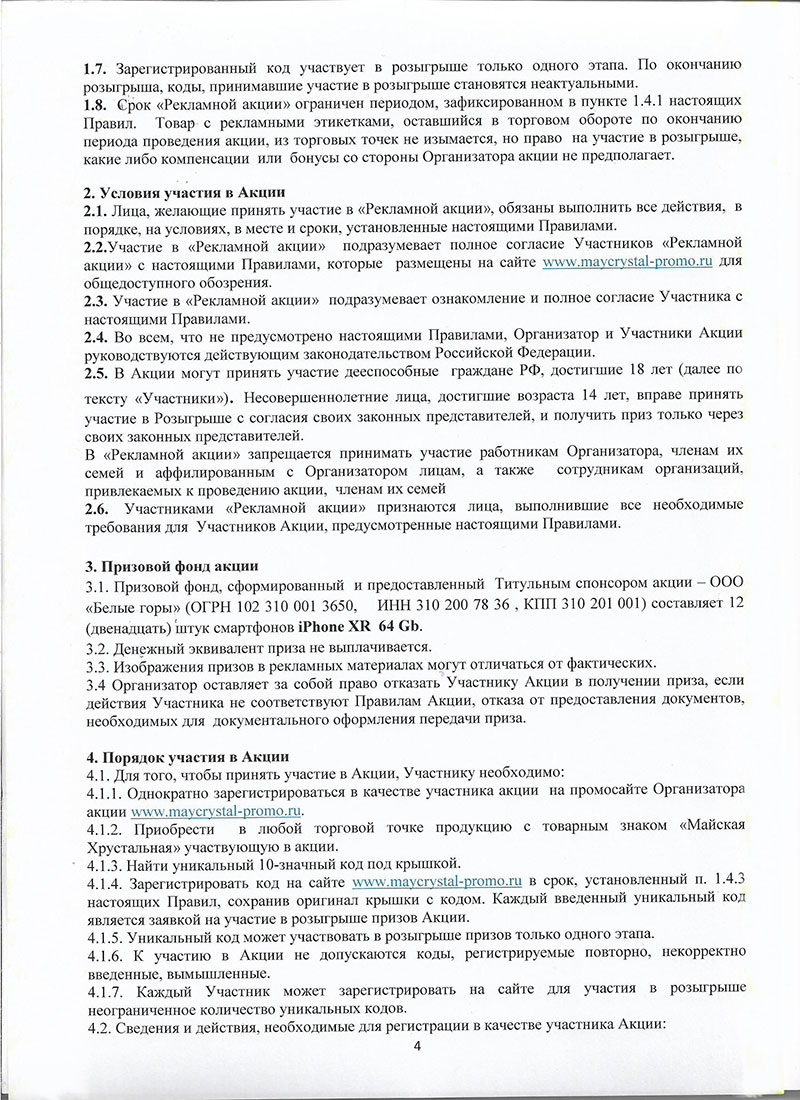 1.7. Зарегистрированный код участвует в розыгрыше только одного этапа. По окончанию
розыгрыша, коды, принимавшие участие в розыгрыше становятся неактуальными.
1.8. Срок «Рекламной акции» ограничен периодом, зафиксированном в пункте 1.4.1 настоящих
Правил. Товар с рекламными этикетками, оставшийся в торговом обороте по окончанию
периода проведения акции, из торговых точек не изымается, но право на участие в розыгрыше,
какие либо компенсации или бонусы со стороны Организатора акции не предполагает.
2. Условия участия в Акции
2.1. Лица, желающие принять участие в «Рекламной акции», обязаны выполнить все действия, в
порядке, на условиях, в месте и сроки, установленные настоящими Правилами.
2.2.Участие в «Рекламной акции» подразумевает полное согласие Участников «Рекламной
акции» с настоящими Правилами, которые размещены на сайте www.maycrystal-promo.ru для
общедоступного обозрения.
2.3. Участие в «Рекламной акции» подразумевает ознакомление и полное согласие Участника с
настоящими Правилами.
2.4. Во всем, что не предусмотрено настоящими Правилами, Организатор и Участники Акции
руководствуются действующим законодательством Российской Федерации.
2.5. В Акции могут принять участие дееспособные граждане РФ, достигшие 18 лет (далее по
тексту «Участники»). Несовершеннолетние лица, достигшие возраста 14 лет, вправе принять
участие в Розыгрыше с согласия своих законных представителей, и получить приз только через
своих законных представителей.
В «Рекламной акции» запрещается принимать участие работникам Организатора, членам их
семей и аффилированным с Организатором лицам, а также сотрудникам организаций,
привлекаемых к проведению акции, членам их семей
2.6. Участниками «Рекламной акции» признаются лица, выполнившие все необходимые
требования для Участников Акции, предусмотренные настоящими Правилами.
3. Призовой фонд акции
3.1. Призовой фонд, сформированный и предоставленный Титульным спонсором акции – ООО
«Белые горы» (ОГРН 102 310 001 3650, ИНН 310 200 78 36 , КПП 310 201 001) составляет 12
(двенадцать) штук смартфонов iPhone XR 64 Gb.
3.2. Денежный эквивалент приза не выплачивается.
3.3. Изображения призов в рекламных материалах могут отличаться от фактических.
3.4 Организатор оставляет за собой право отказать Участнику Акции в получении приза, если
действия Участника не соответствуют Правилам Акции, отказа от предоставления документов,
необходимых для документального оформления передачи приза.
4. Порядок участия в Акции
4.1. Для того, чтобы принять участие в Акции, Участнику необходимо:
4.1.1. Однократно зарегистрироваться в качестве участника акции на промосайте Организатора
акции www.maycrystal-promo.ru.
4.1.2. Приобрести в любой торговой точке продукцию с товарным знаком «Майская
Хрустальная» участвующую в акции.
4.1.3. Найти уникальный 10-значный код под крышкой.
4.1.4. Зарегистрировать код на сайте www.maycrystal-promo.ru в срок, установленный п. 1.4.3
настоящих Правил, сохранив оригинал крышки с кодом. Каждый введенный уникальный код
является заявкой на участие в розыгрыше призов Акции.
4.1.5. Уникальный код может участвовать в розыгрыше призов только одного этапа.
4.1.6. К участию в Акции не допускаются коды, регистрируемые повторно, некорректно
введенные, вымышленные.
4.1.7. Каждый Участник может зарегистрировать на сайте для участия в розыгрыше
неограниченное количество уникальных кодов.
4.2. Сведения и действия, необходимые для регистрации в качестве участника Акции:
4